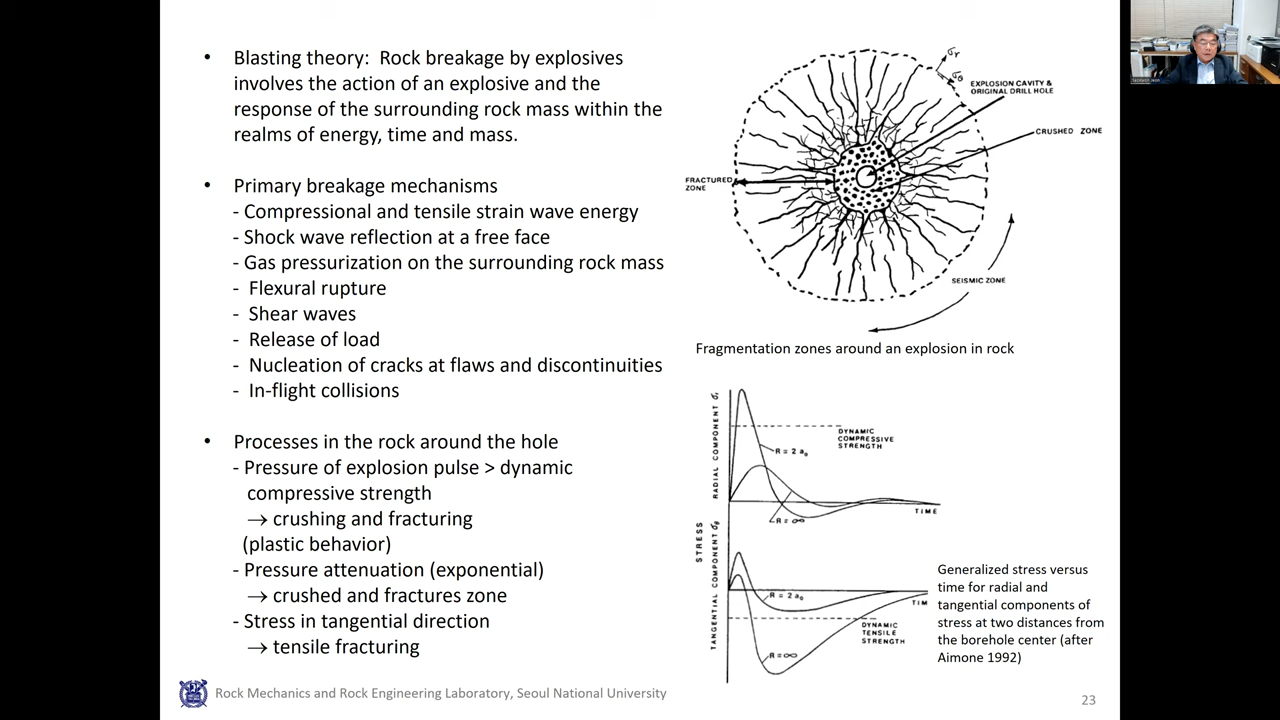 • Blasting theory: Rock breakage by explosives
involves the action of an explosive and the
response of the surrounding rock mass within the
realms of energy, time and mass.
• Primary breakage mechanisms
- Compressional and tensile strain wave energy
- Shock wave reflection at a free face
- Gas pressurization on the surrounding rock mass
- Flexural rupture
- Shear waves
- Release of load
- Nucleation of cracks at flaws and discontinuities
- In-flight collisions
• Processes in the rock around the hole
- Pressure of explosion pulse > dynamic
compressive strength
→ crushing and fracturing
(plastic behavior)
- Pressure attenuation (exponential)
→ crushed and fractures zone
- Stress in tangential direction
→ tensile fracturing
σr
σθ
EXPLOSION CAVITY &
ORIGINAL DRILL HOLE
CRUSHED ZONE
FRACTURED
ZONE
SEISMIC ZONE
Fragmentation zones around an explosion in rock
RADIAL COMPONENT σr
DYNAMIC
COMPRESSIVE
STRENGTH
R = 2 a₀
R = ∞
TIME
STRESS
TANGENTIAL COMPONENT σθ
R = 2 a₀
TIM
DYNAMIC
TENSILE
STRENGTH
R = ∞
Generalized stress versus
time for radial and
tangential components of
stress at two distances from
the borehole center (after
Aimone 1992)
Rock Mechanics and Rock Engineering Laboratory, Seoul National University
23